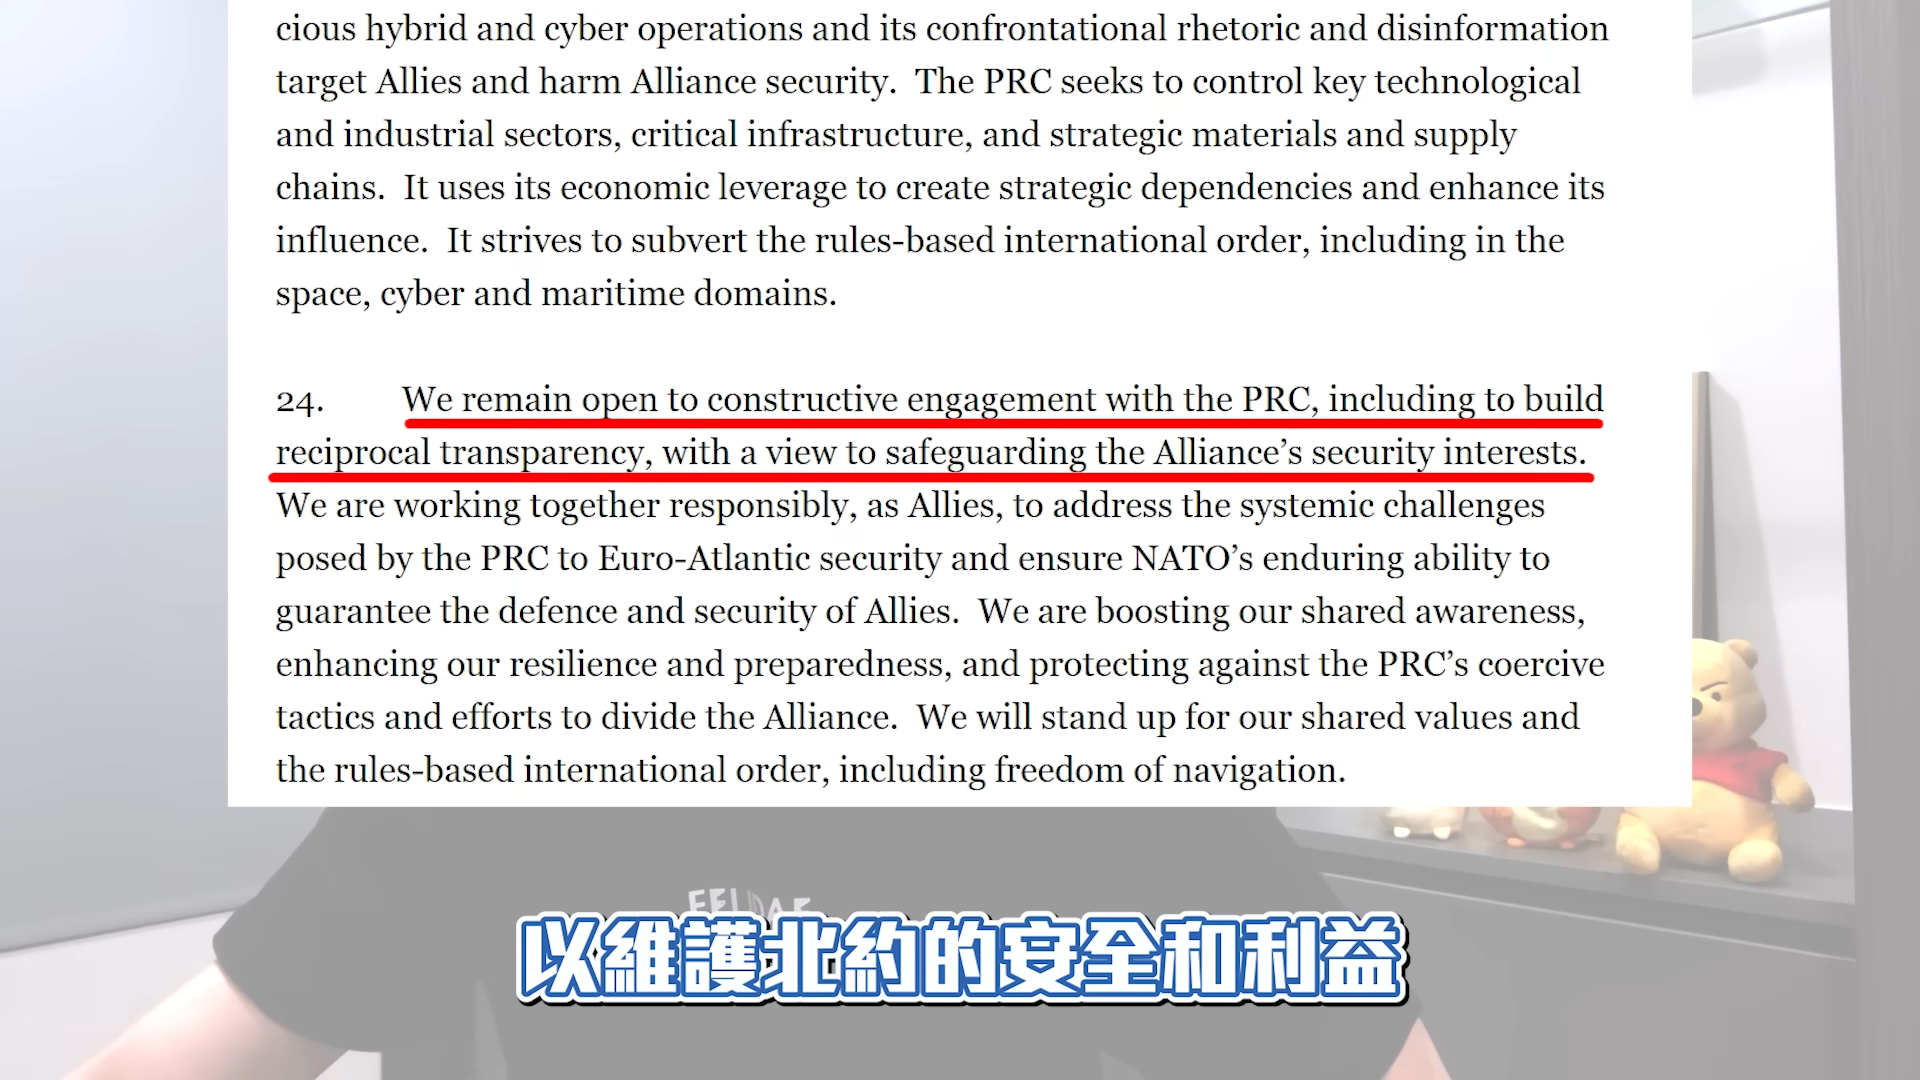 cious hybrid and cyber operations and its confrontational rhetoric and disinformation
target Allies and harm Alliance security.  The PRC seeks to control key technological
and industrial sectors, critical infrastructure, and strategic materials and supply
chains.  It uses its economic leverage to create strategic dependencies and enhance its
influence.  It strives to subvert the rules-based international order, including in the
space, cyber and maritime domains.
24. We remain open to constructive engagement with the PRC, including to build
reciprocal transparency, with a view to safeguarding the Alliance’s security interests.
We are working together responsibly, as Allies, to address the systemic challenges
posed by the PRC to Euro-Atlantic security and ensure NATO’s enduring ability to
guarantee the defence and security of Allies.  We are boosting our shared awareness,
enhancing our resilience and preparedness, and protecting against the PRC’s coercive
tactics and efforts to divide the Alliance.  We will stand up for our shared values and
the rules-based international order, including freedom of navigation.
以維護北約的安全和利益